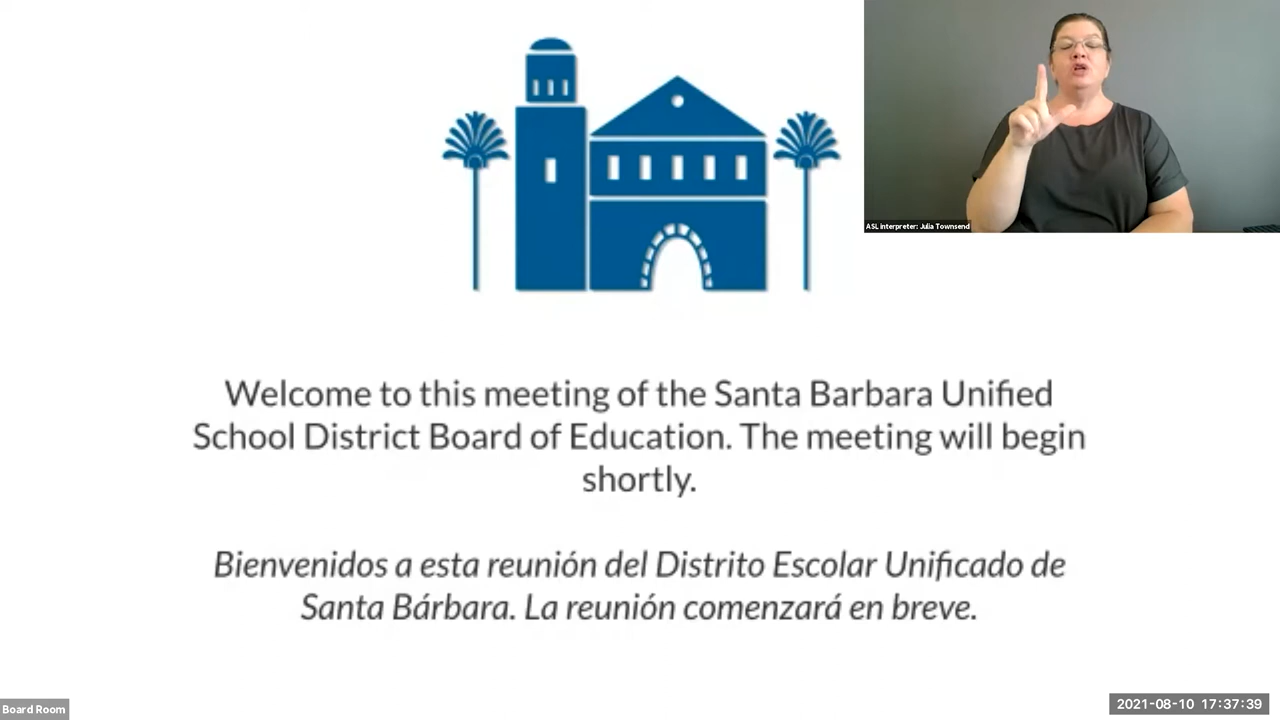 ASL interpreter: Julia Townsend
Welcome to this meeting of the Santa Barbara Unified
School District Board of Education. The meeting will begin
shortly.
Bienvenidos a esta reunión del Distrito Escolar Unificado de
Santa Bárbara. La reunión comenzará en breve.
Board Room
2021-08-10 17:37:39